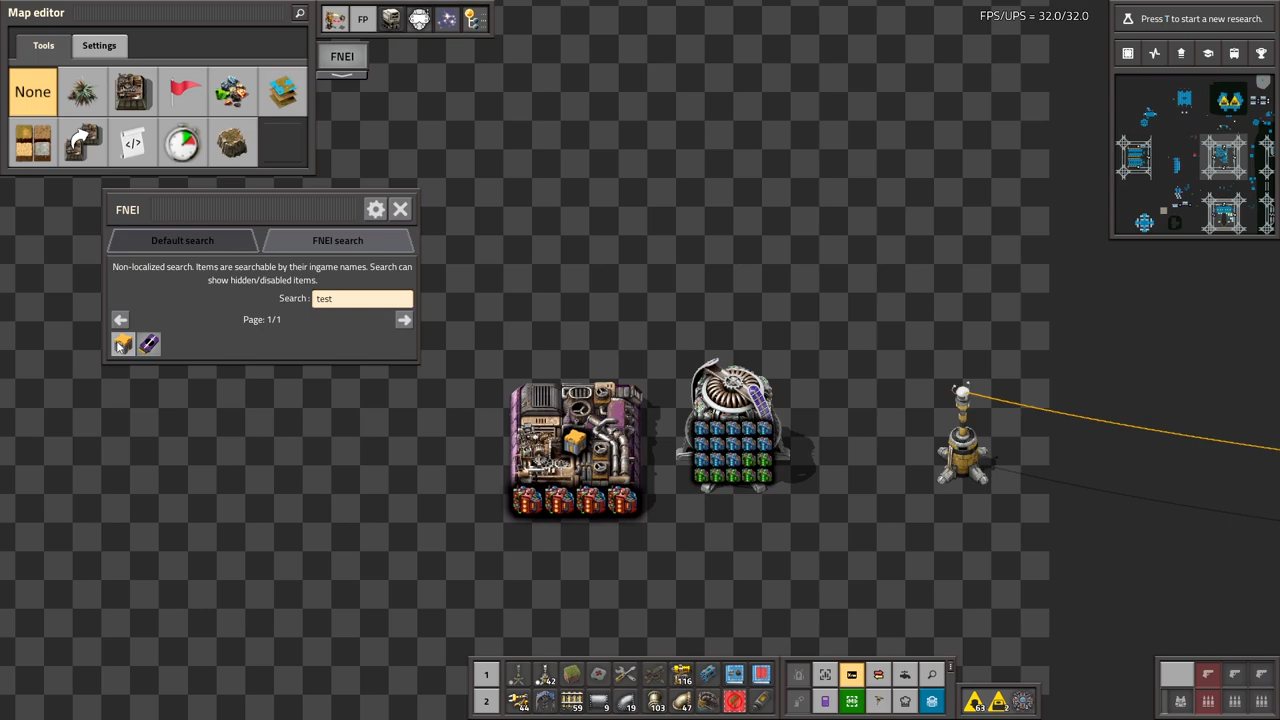 Map editor
FP
FPS/UPS = 32.0/32.0
Press T to start a new research.
Tools
Settings
FNEI
None
</>
FNEI
Default search
FNEI search
Non-localized search. Items are searchable by their ingame names. Search can
show hidden/disabled items.
Search :
test
Page: 1/1
1
42
116
2
44
59
9
19
103
47
63
2